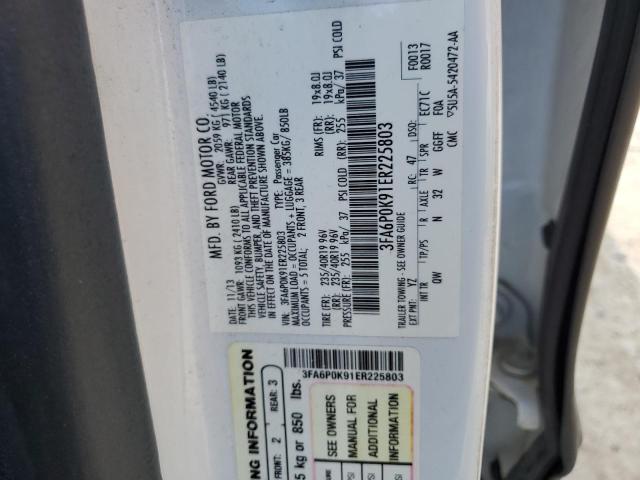 MFD. BY FORD MOTOR CO.
DATE: 11/13 GVWR: 2059 KG ( 4540 LB)
FRONT GAWR: 1093 KG ( 2410 LB) REAR GAWR: 971 KG ( 2140 LB)
THIS VEHICLE CONFORMS TO ALL APPLICABLE FEDERAL MOTOR
VEHICLE SAFETY, BUMPER, AND THEFT PREVENTION STANDARDS
IN EFFECT ON THE DATE OF MANUFACTURE SHOWN ABOVE.
VIN: 3FA6P0K91ER225803 TYPE: Passenger Car
MAXIMUM LOAD = OCCUPANTS + LUGGAGE = 385KG/ 850LB
OCCUPANTS = 5 TOTAL; 2 FRONT, 3 REAR
TIRE (FR): 235/40R19 96V RIMS (FR): 19x8.0J
(RR): 235/40R19 96V (RR): 19x8.0J
PRESSURE (FR): 255 kPa/ 37 PSI COLD (RR): 255 kPa/ 37 PSI COLD
3FA6P0K91ER225803
F0013
R0017
TRAILER TOWING - SEE OWNER GUIDE
EXT PNT: YZ RC: 47 DSO:
INT TR TP/PS R AXLE TR SPR EC71C
QW N 32 W GGFF FDA
CMC
5U5A-5420472-AA
3FA6P0K91ER225803
NG INFORMATION
FRONT: 2 REAR: 3
5 kg or 850 lbs.
SEE OWNERS
MANUAL FOR
ADDITIONAL
INFORMATION